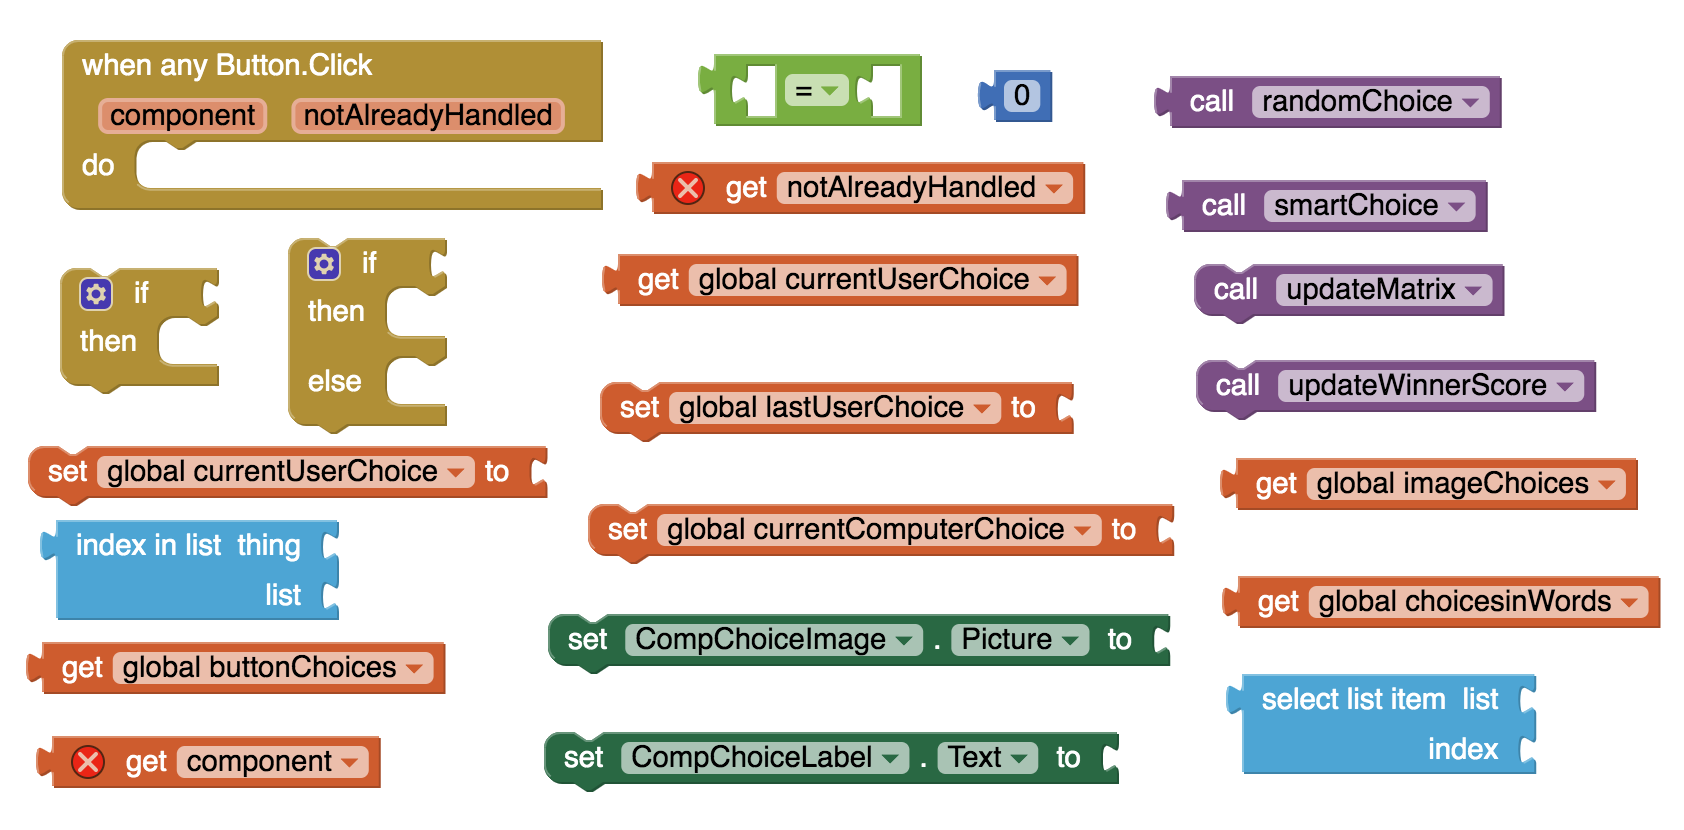 when any Button.Click
component notAlreadyHandled
do
= 0
call randomChoice
get notAlreadyHandled
call smartChoice
if
then
if
then
else
get global currentUserChoice
call updateMatrix
set global lastUserChoice to
call updateWinnerScore
set global currentUserChoice to
get global imageChoices
index in list thing
list
set global currentComputerChoice to
get global choicesinWords
get global buttonChoices
set CompChoiceImage . Picture to
select list item list
index
get component
set CompChoiceLabel . Text to